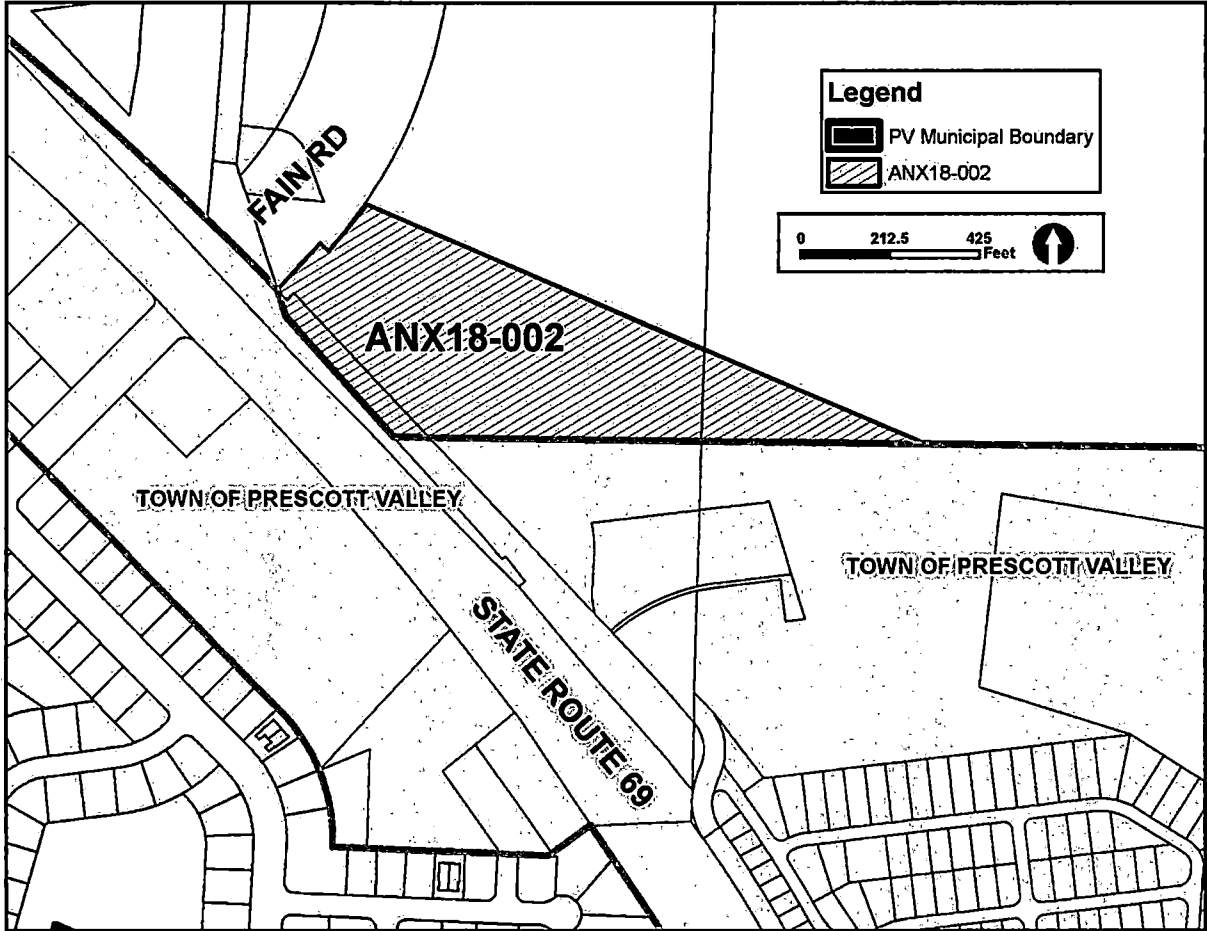 Legend
PV Municipal Boundary
ANX18-002
0 212.5 425
Feet
FAIN RD
ANX18-002
TOWN OF PRESCOTT VALLEY
TOWN OF PRESCOTT VALLEY
STATE ROUTE 69